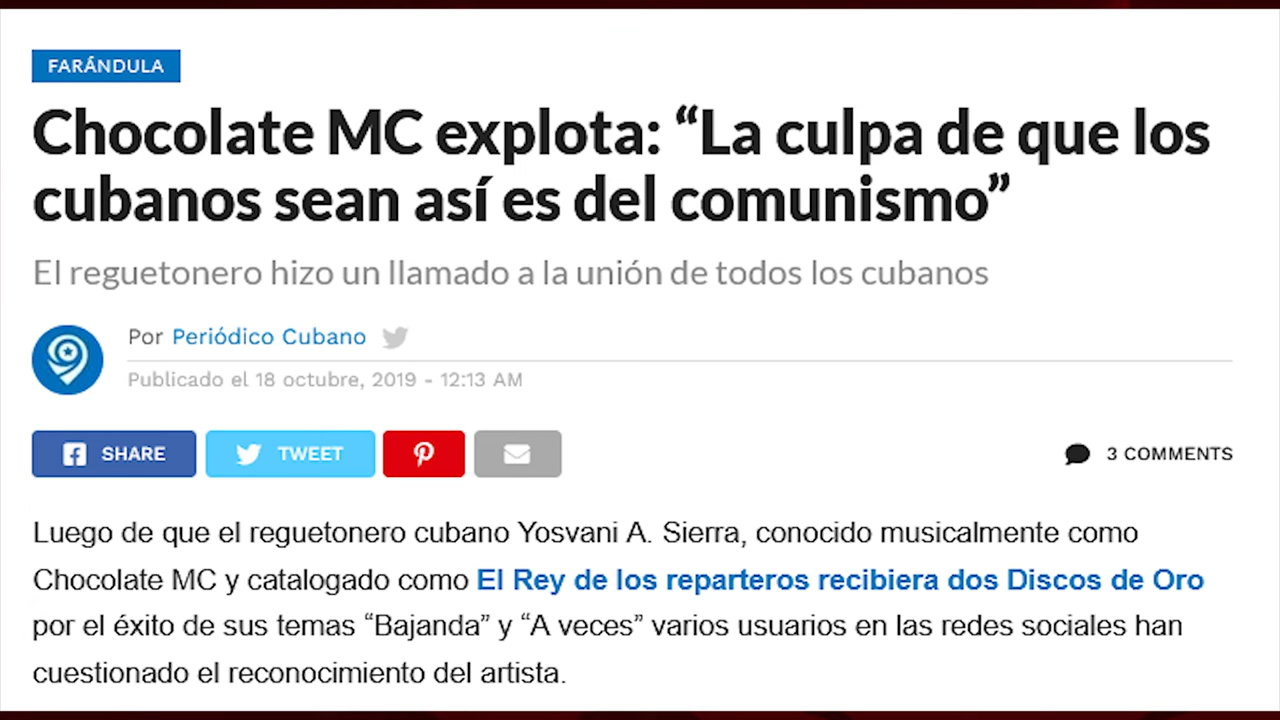 FARÁNDULA
Chocolate MC explota: “La culpa de que los
cubanos sean así es del comunismo”
El reguetonero hizo un llamado a la unión de todos los cubanos
Por Periódico Cubano
Publicado el 18 octubre, 2019 - 12:13 AM
SHARE TWEET 3 COMMENTS
Luego de que el reguetonero cubano Yosvani A. Sierra, conocido musicalmente como
Chocolate MC y catalogado como El Rey de los reparteros recibiera dos Discos de Oro
por el éxito de sus temas “Bajanda” y “A veces” varios usuarios en las redes sociales han
cuestionado el reconocimiento del artista.